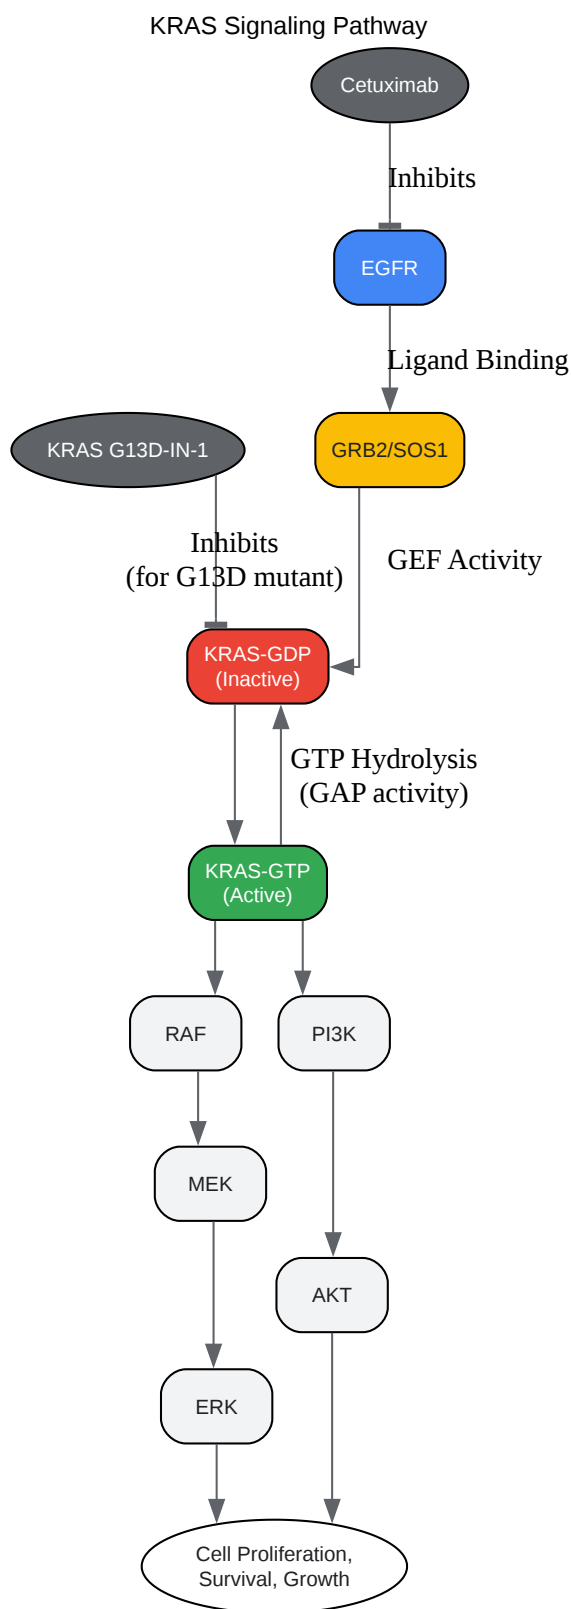 KRAS Signaling Pathway
Cetuximab
Inhibits
EGFR
Ligand Binding
KRAS G13D-IN-1
GRB2/SOS1
Inhibits
(for G13D mutant)
GEF Activity
KRAS-GDP
(Inactive)
GTP Hydrolysis
(GAP activity)
KRAS-GTP
(Active)
RAF
PI3K
MEK
AKT
ERK
Cell Proliferation,
Survival, Growth